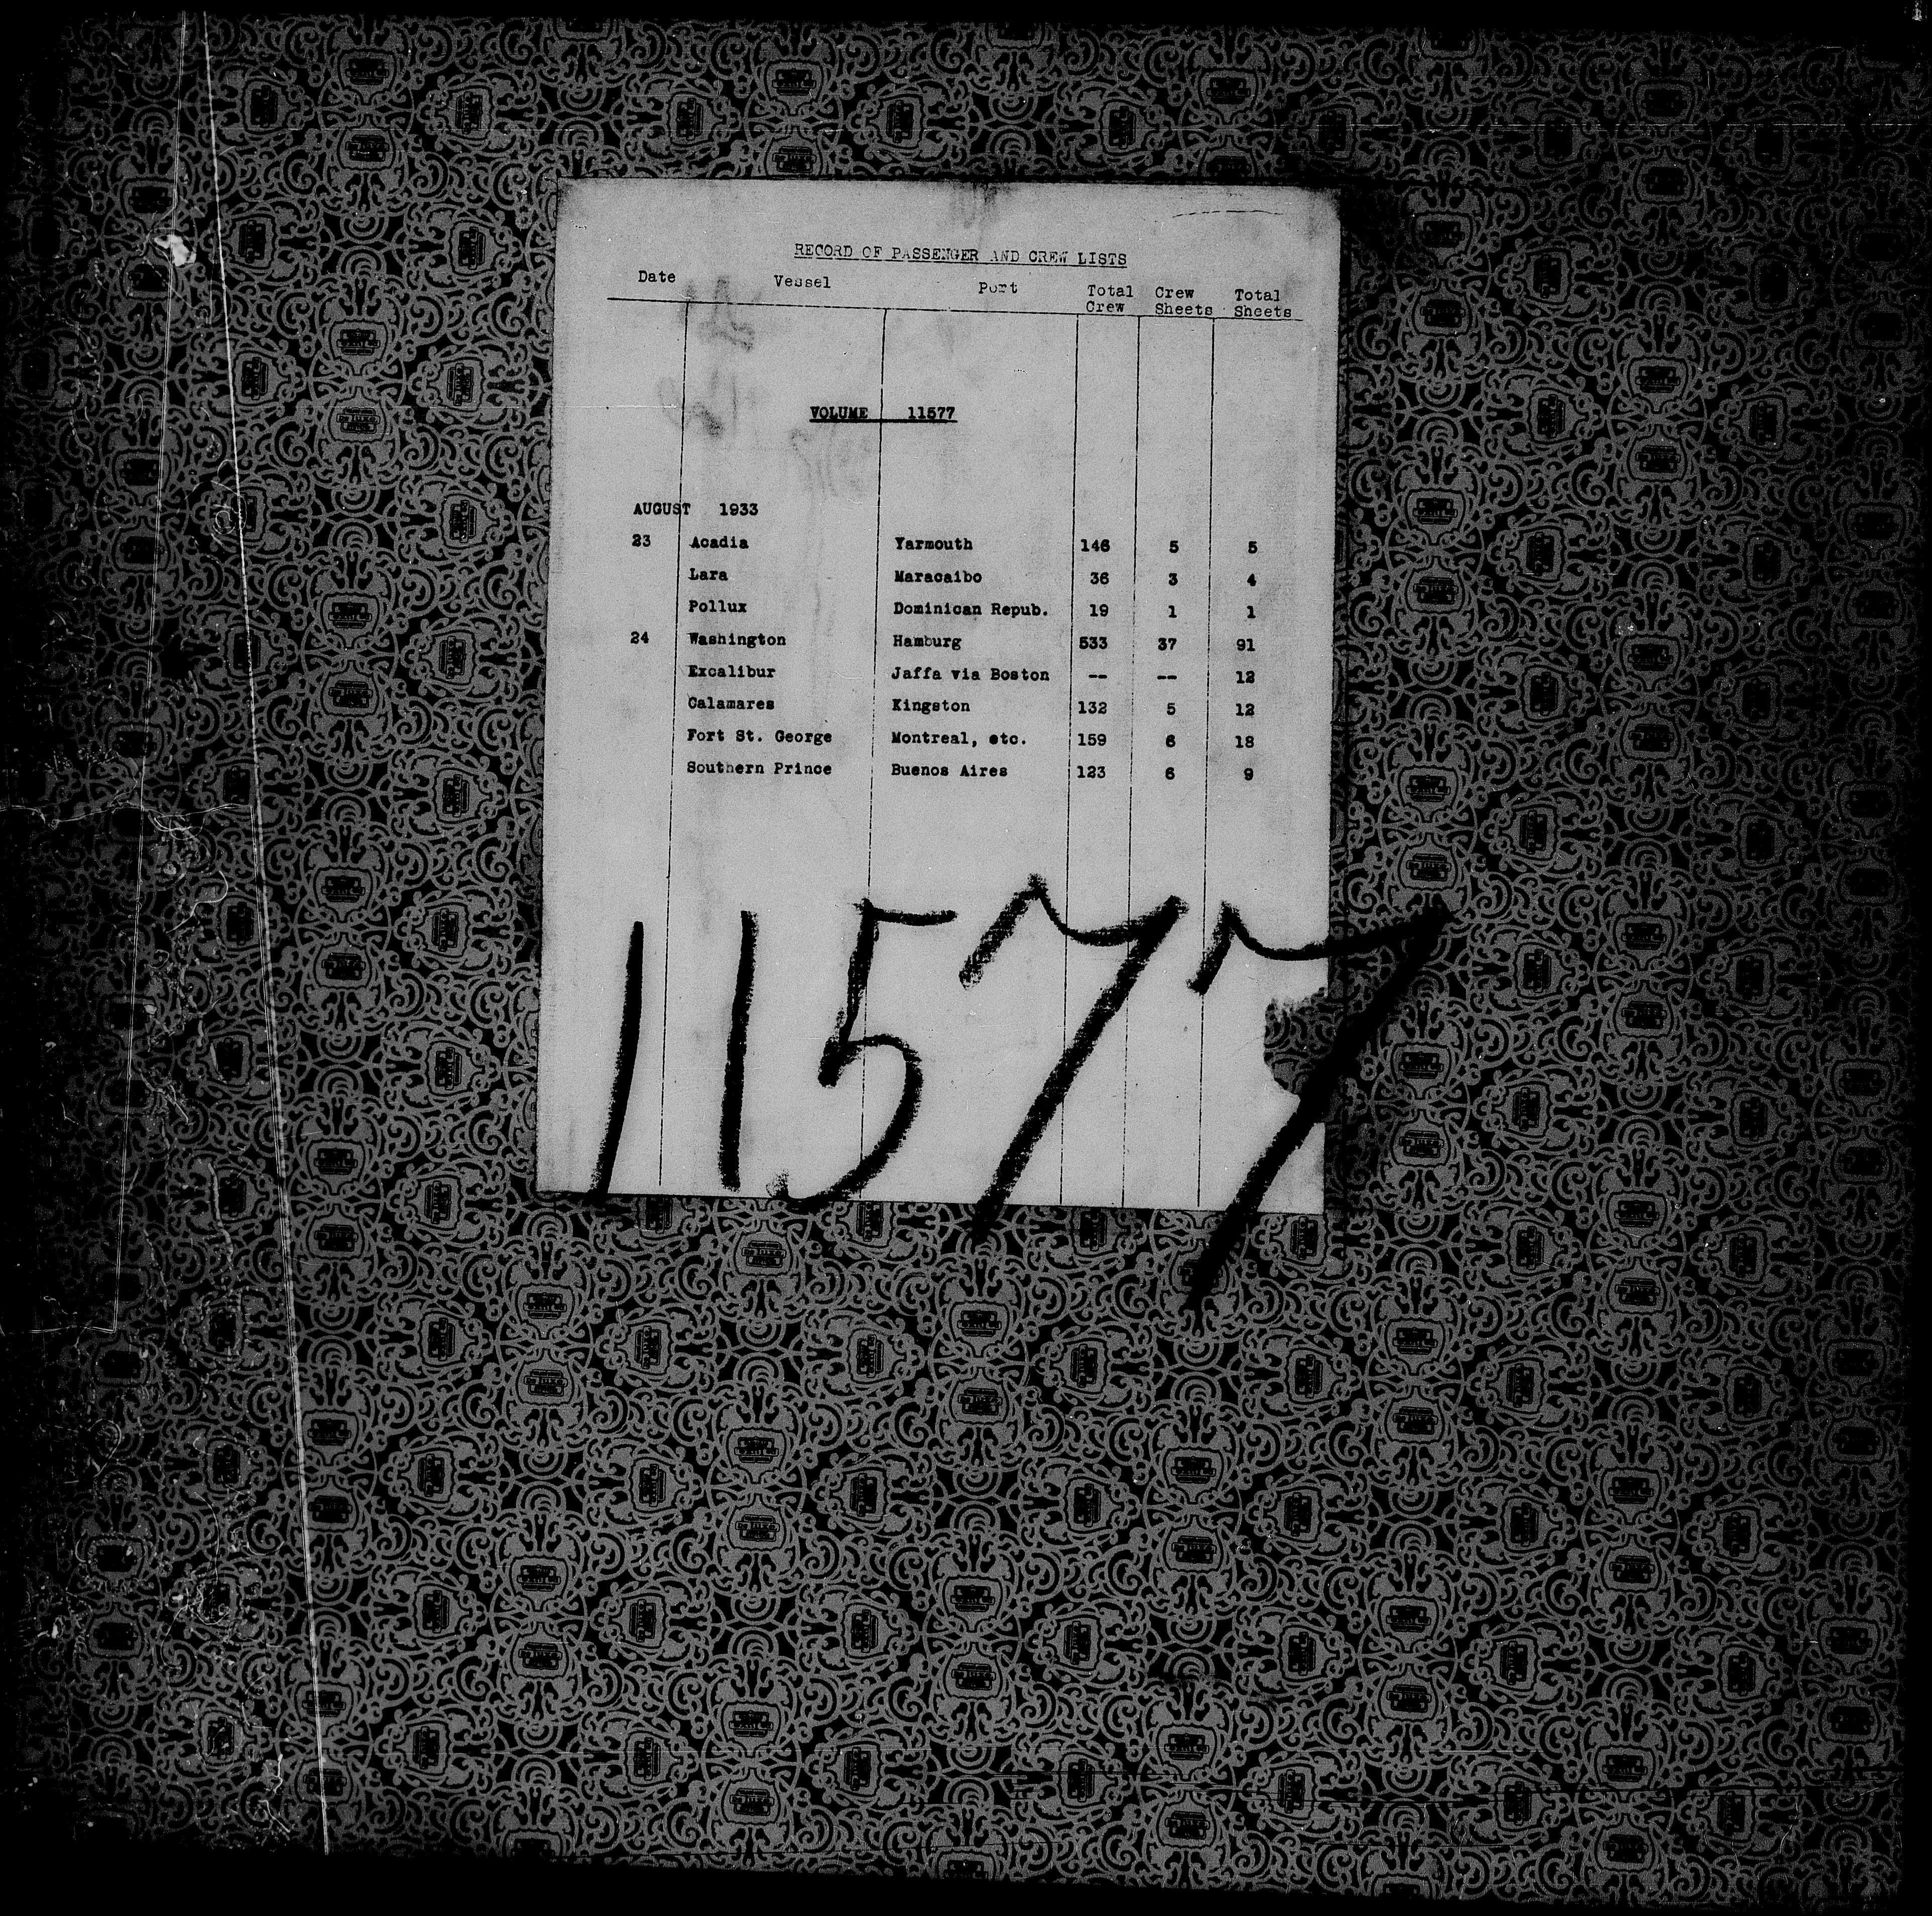 RECORD OF PASSENGER AND CREW LISTS
Date Vessel Port Total Crew Crew Sheets Total Sheets
VOLUME 11577
AUGUST 1933
23 Acadia Yarmouth 146 5 5
Lara Maracaibo 36 3 4
Pollux Dominican Repub. 19 1 1
24 Washington Hamburg 533 37 91
Excalibur Jaffa via Boston -- -- 12
Calamares Kingston 132 5 12
Fort St. George Montreal, etc. 159 6 18
Southern Prince Buenos Aires 123 6 9
11577